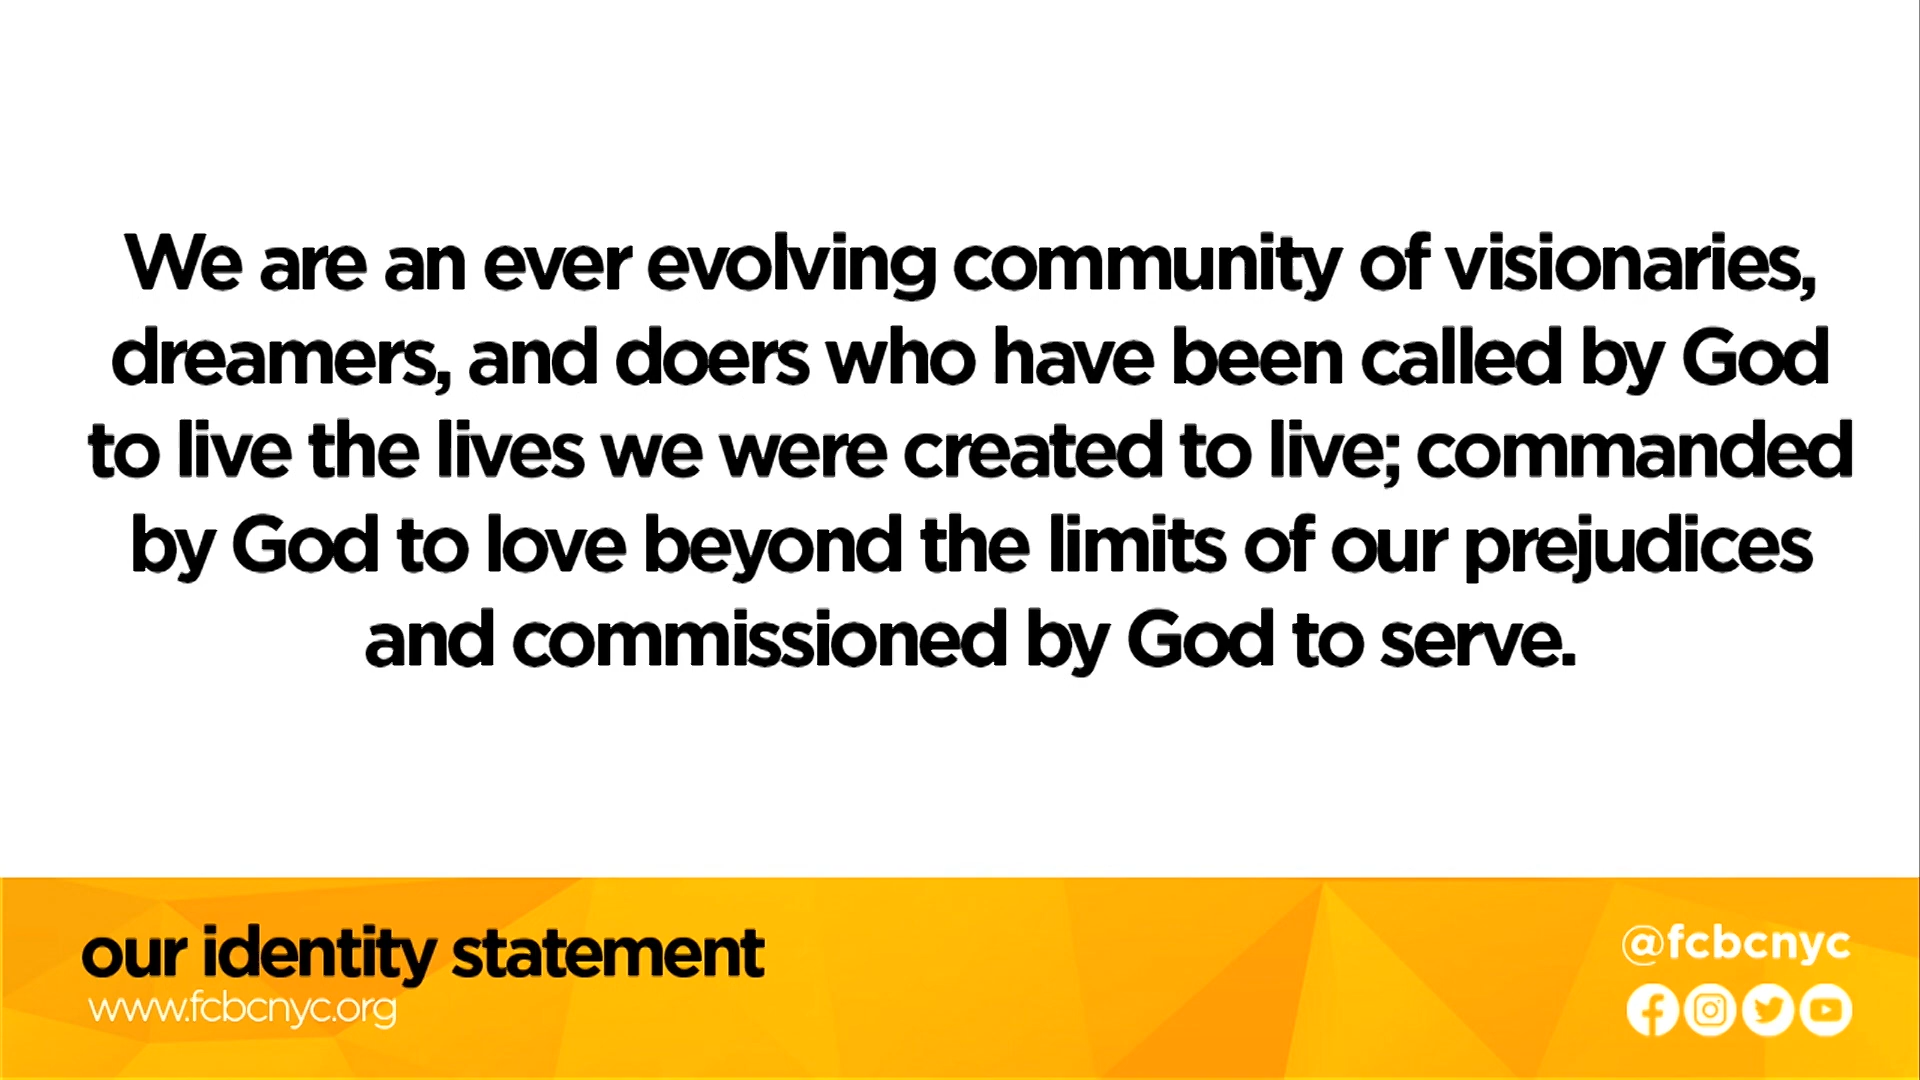 We are an ever evolving community of visionaries,
dreamers, and doers who have been called by God
to live the lives we were created to live; commanded
by God to love beyond the limits of our prejudices
and commissioned by God to serve.
our identity statement
www.fcbcnyc.org
@fcbcnyc